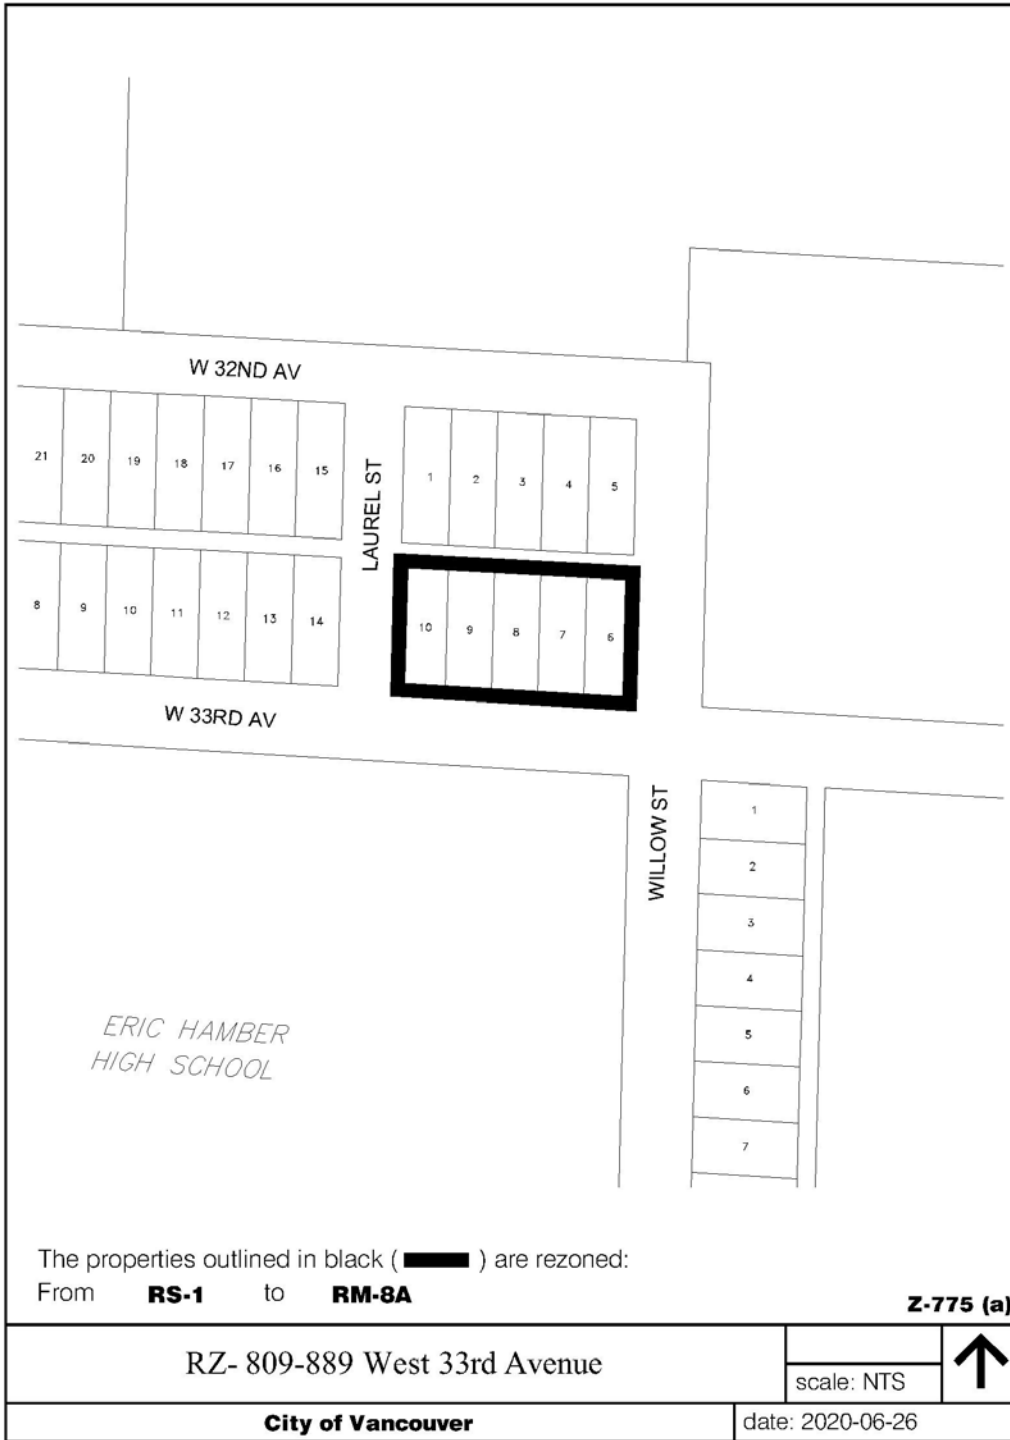 W 32ND AV
21 20 19 18 17 16 15
LAUREL ST
1 2 3 4 5
8 9 10 11 12 13 14
10 9 8 7 6
W 33RD AV
WILLOW ST
1
2
3
4
5
6
7
ERIC HAMBER
HIGH SCHOOL
The properties outlined in black ( ) are rezoned:
From RS-1 to RM-8A
Z-775 (a)
RZ- 809-889 West 33rd Avenue
scale: NTS
City of Vancouver
date: 2020-06-26